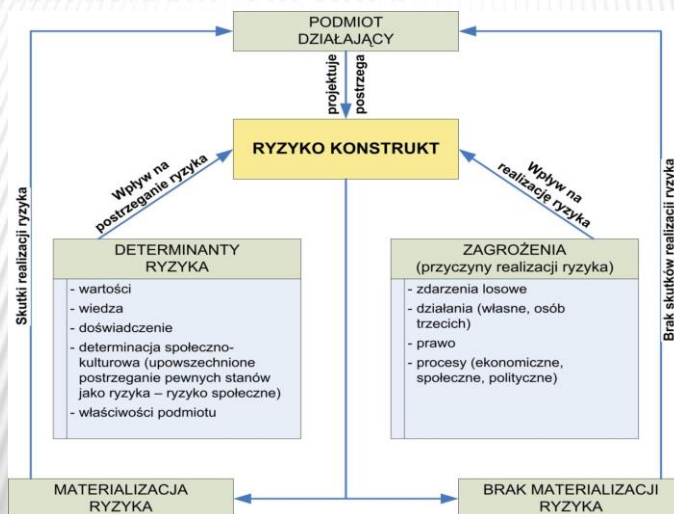 PODMIOT
DZIAŁAJĄCY
projektuje
postrzega
RYZYKO KONSTRUKT
Wpływ na
postrzeganie ryzyka
Wpływ na
realizację ryzyka
Skutki realizacji ryzyka
Brak skutków realizacji ryzyka
DETERMINANTY
RYZYKA
- wartości
- wiedza
- doświadczenie
- determinacja społeczno-
kulturowa (upowszechnione
postrzeganie pewnych stanów
jako ryzyka – ryzyko społeczne)
- właściwości podmiotu
ZAGROŻENIA
(przyczyny realizacji ryzyka)
- zdarzenia losowe
- działania (własne, osób
trzecich)
- prawo
- procesy (ekonomiczne,
społeczne, polityczne)
MATERIALIZACJA
RYZYKA
BRAK MATERIALIZACJI
RYZYKA